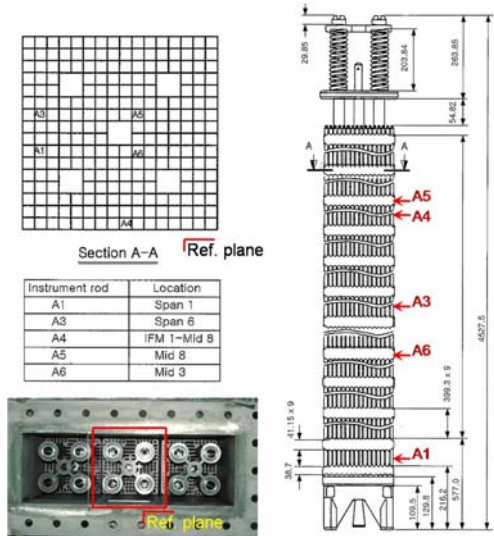 A3
A5
A1
A6
A4
Section A-A
Ref. plane
Instrument rod Location
A1 Span 1
A3 Span 6
A4 IFM 1-Mid 8
A5 Mid 8
A6 Mid 3
Ref. plane
29.85
203.84
263.85
54.82
A A
A5
A4
A3
A6
A1
4527.5
399.3 x 9
41.15 x 9
38.7
109.5
129.8
216.2
577.0